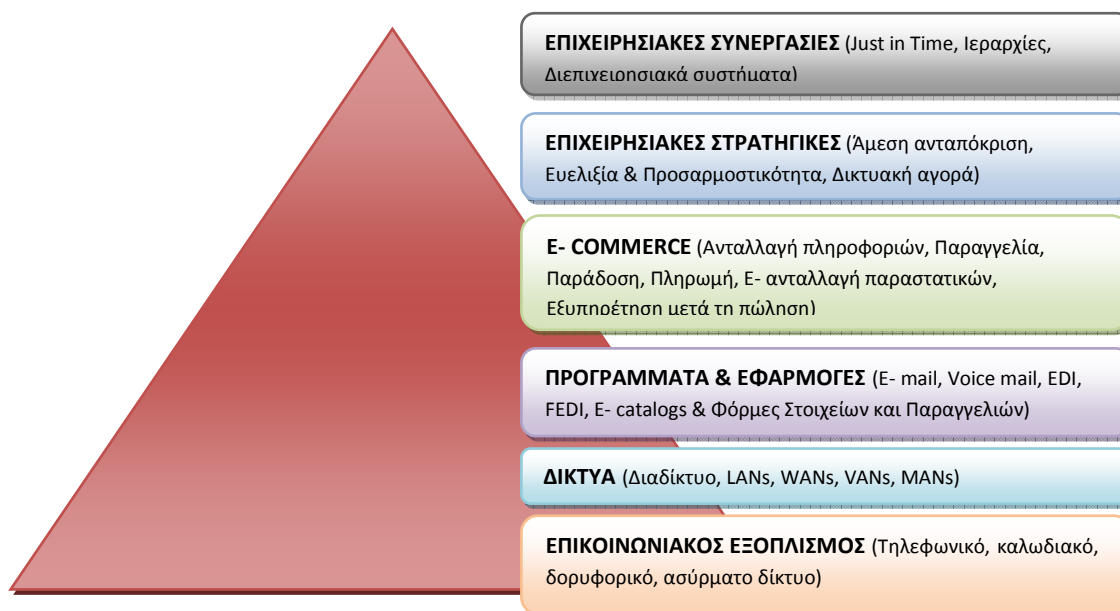 ΕΠΙΧΕΙΡΗΣΙΑΚΕΣ ΣΥΝΕΡΓΑΣΙΕΣ (Just in Time, Ιεραρχίες,
Διεπιχειρησιακά συστήματα)
ΕΠΙΧΕΙΡΗΣΙΑΚΕΣ ΣΤΡΑΤΗΓΙΚΕΣ (Άμεση ανταπόκριση,
Ευελιξία & Προσαρμοστικότητα, Δικτυακή αγορά)
E- COMMERCE (Ανταλλαγή πληροφοριών, Παραγγελία,
Παράδοση, Πληρωμή, Ε- ανταλλαγή παραστατικών,
Εξυπηρέτηση μετά τη πώληση)
ΠΡΟΓΡΑΜΜΑΤΑ & ΕΦΑΡΜΟΓΕΣ (E- mail, Voice mail, EDI,
FEDI, E- catalogs & Φόρμες Στοιχείων και Παραγγελιών)
ΔΙΚΤΥΑ (Διαδίκτυο, LANs, WANs, VANs, MANs)
ΕΠΙΚΟΙΝΩΝΙΑΚΟΣ ΕΞΟΠΛΙΣΜΟΣ (Τηλεφωνικό, καλωδιακό,
δορυφορικό, ασύρματο δίκτυο)